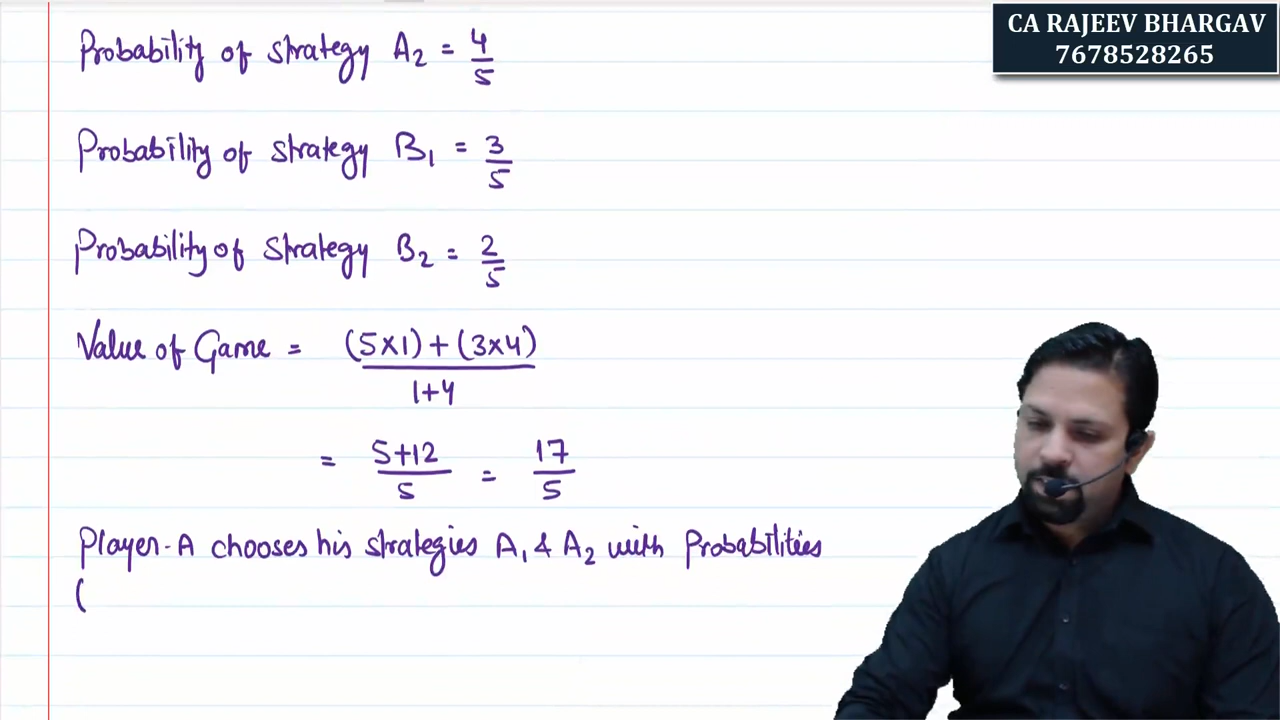 CA RAJEEV BHARGAV
7678528265
Probability of strategy A₂ = 4/5
Probability of strategy B₁ = 3/5
Probability of strategy B₂ = 2/5
Value of Game = (5×1) + (3×4) / 1+4
= 5+12 / 5 = 17/5
Player-A chooses his strategies A₁ & A₂ with Probabilities
(